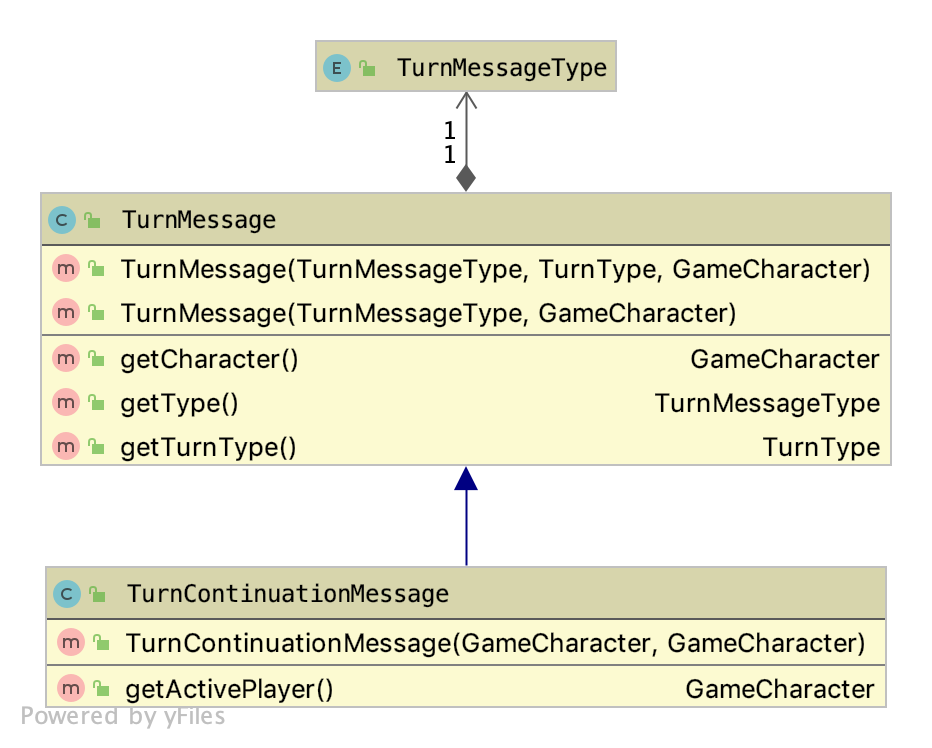 E TurnMessageType
1
1
C TurnMessage
m TurnMessage(TurnMessageType, TurnType, GameCharacter)
m TurnMessage(TurnMessageType, GameCharacter)
m getCharacter() GameCharacter
m getType() TurnMessageType
m getTurnType() TurnType
C TurnContinuationMessage
m TurnContinuationMessage(GameCharacter, GameCharacter)
m getActivePlayer() GameCharacter
Powered by yFiles